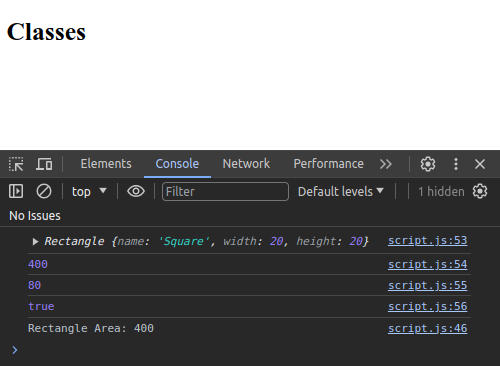 Classes
Elements Console Network Performance
top Filter Default levels 1 hidden
No Issues
Rectangle {name: 'Square', width: 20, height: 20} script.js:53
400 script.js:54
80 script.js:55
true script.js:56
Rectangle Area: 400 script.js:46